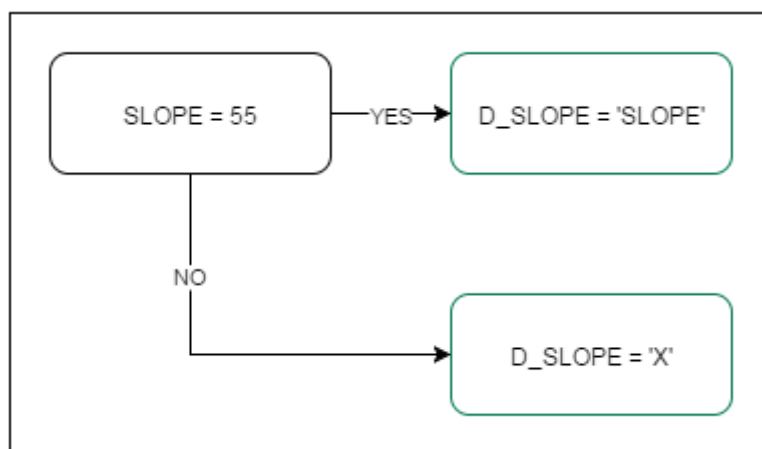 SLOPE = 55
YES
D_SLOPE = 'SLOPE'
NO
D_SLOPE = 'X'